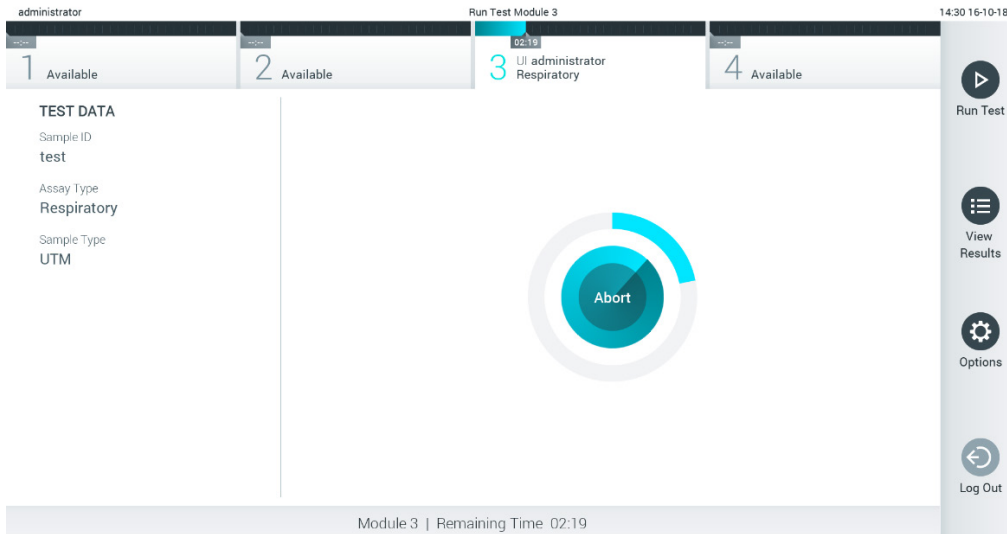 administrator
Run Test Module 3
14:30 16-10-18
--:--
1 Available
--:--
2 Available
02:19
3 UI administrator
Respiratory
--:--
4 Available
TEST DATA
Sample ID
test
Assay Type
Respiratory
Sample Type
UTM
Abort
Run Test
View
Results
Options
Log Out
Module 3 | Remaining Time 02:19